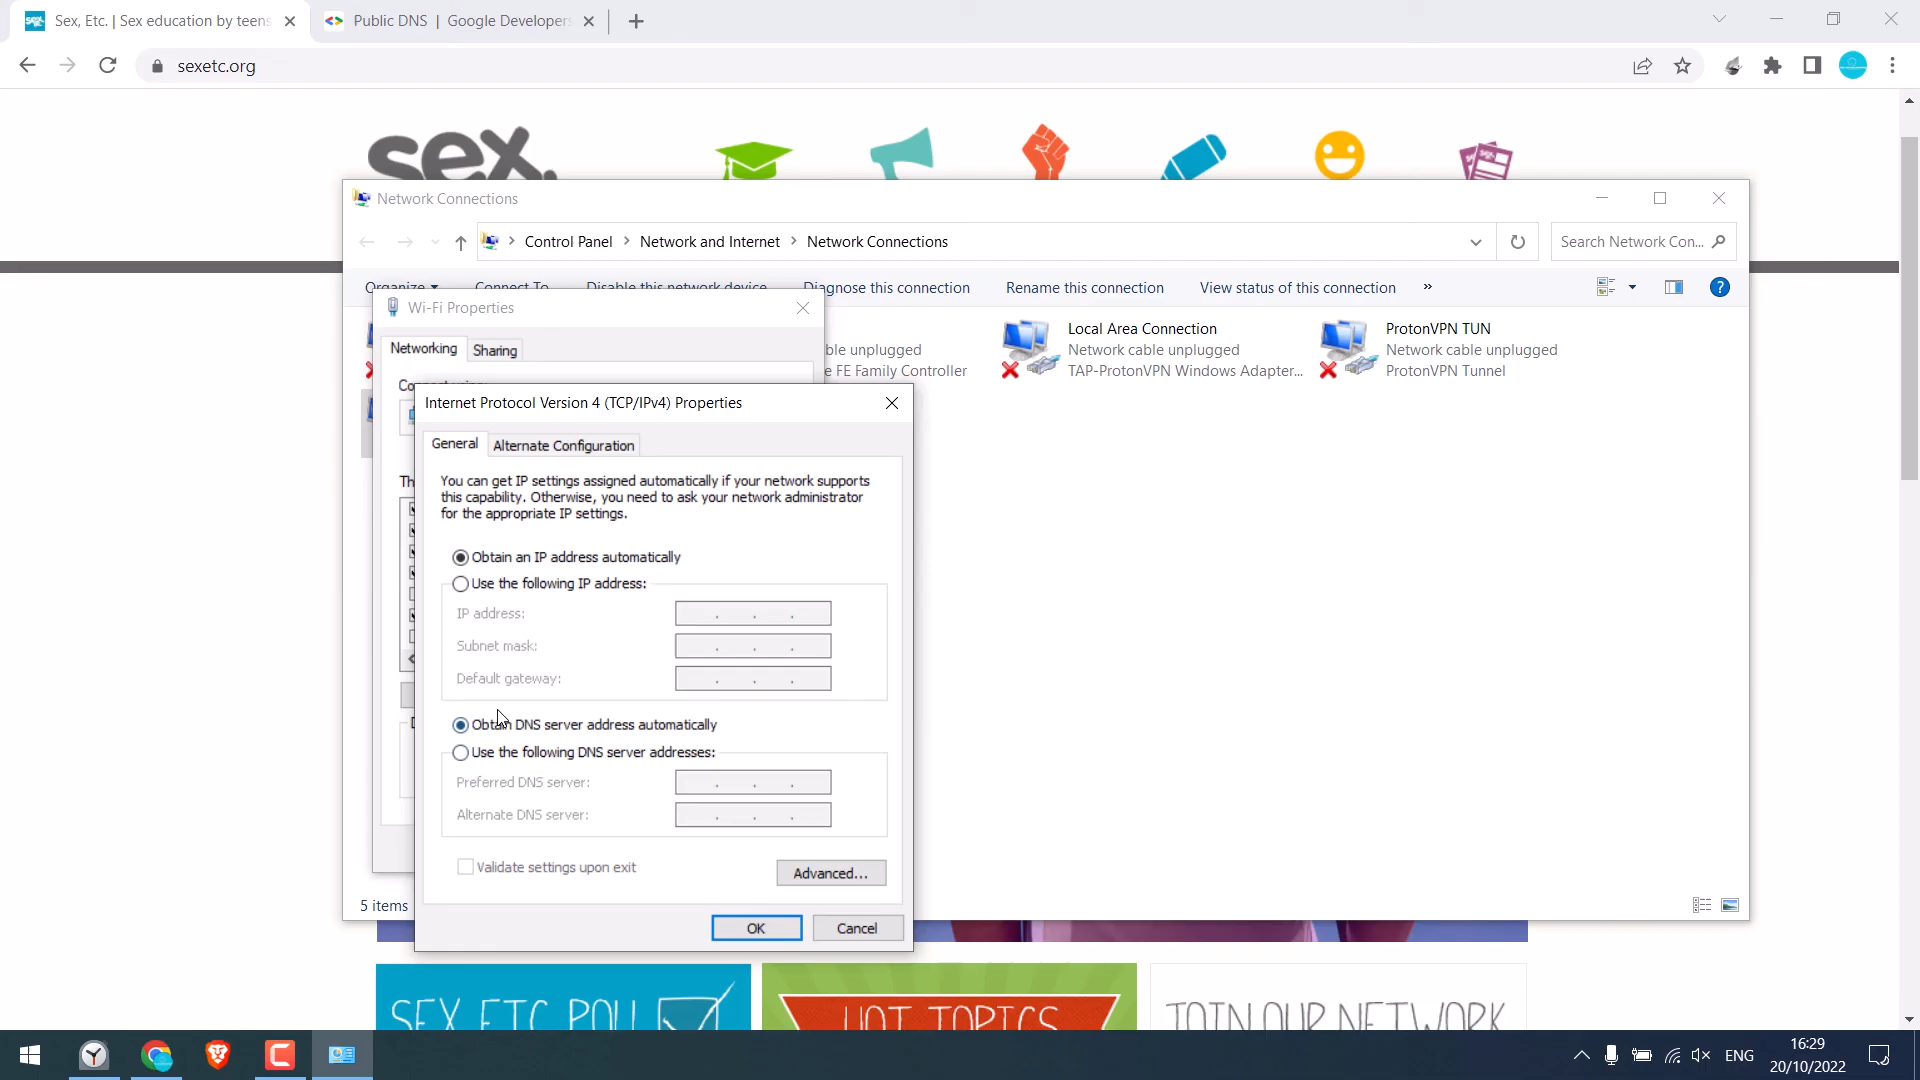 Sex, Etc. | Sex education by teens
Public DNS | Google Developers
sexetc.org
sex.
Network Connections
Control Panel > Network and Internet > Network Connections
Search Network Con...
Organize
Connect To
Disable this network device
Diagnose this connection
Rename this connection
View status of this connection
»
Wi-Fi Properties
Networking
Sharing
ble unplugged
e FE Family Controller
Local Area Connection
Network cable unplugged
TAP-ProtonVPN Windows Adapter...
ProtonVPN TUN
Network cable unplugged
ProtonVPN Tunnel
Internet Protocol Version 4 (TCP/IPv4) Properties
General
Alternate Configuration
You can get IP settings assigned automatically if your network supports
this capability. Otherwise, you need to ask your network administrator
for the appropriate IP settings.
Obtain an IP address automatically
Use the following IP address:
IP address:
Subnet mask:
Default gateway:
Obtain DNS server address automatically
Use the following DNS server addresses:
Preferred DNS server:
Alternate DNS server:
Validate settings upon exit
Advanced...
OK
Cancel
5 items
SEX ETC POLL
HOT TOPICS
JOIN OUR NETWORK
ENG
16:29
20/10/2022